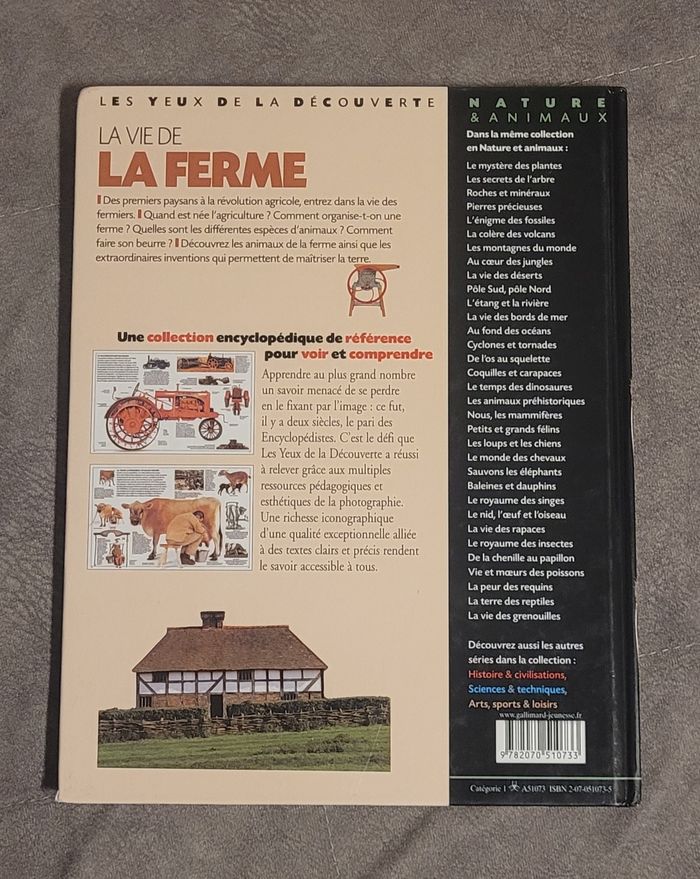 LES YEUX DE LA DÉCOUVERTE
LA VIE DE
LA FERME
Des premiers paysans à la révolution agricole, entrez dans la vie des
fermiers. Quand est née l'agriculture ? Comment organise-t-on une
ferme ? Quelles sont les différentes espèces d'animaux ? Comment
faire son beurre ? Découvrez les animaux de la ferme ainsi que les
extraordinaires inventions qui permettent de maîtriser la terre.
Une collection encyclopédique de référence
pour voir et comprendre
Apprendre au plus grand nombre
un savoir menacé de se perdre
en le fixant par l'image : ce fut,
il y a deux siècles, le pari des
Encyclopédistes. C'est le défi que
Les Yeux de la Découverte a réussi
à relever grâce aux multiples
ressources pédagogiques et
esthétiques de la photographie.
Une richesse iconographique
d'une qualité exceptionnelle alliée
à des textes clairs et précis rendent
le savoir accessible à tous.
NATURE
& ANIMAUX
Dans la même collection
en Nature et animaux :
Le mystère des plantes
Les secrets de l'arbre
Roches et minéraux
Pierres précieuses
L'énigme des fossiles
La colère des volcans
Les montagnes du monde
Au cœur des jungles
La vie des déserts
Pôle Sud, pôle Nord
L'étang et la rivière
La vie des bords de mer
Au fond des océans
Cyclones et tornades
De l'os au squelette
Coquilles et carapaces
Le temps des dinosaures
Les animaux préhistoriques
Nous, les mammifères
Petits et grands félins
Les loups et les chiens
Le monde des chevaux
Sauvons les éléphants
Baleines et dauphins
Le royaume des singes
Le nid, l'œuf et l'oiseau
La vie des rapaces
Le royaume des insectes
De la chenille au papillon
Vie et mœurs des poissons
La peur des requins
La terre des reptiles
La vie des grenouilles
Découvrez aussi les autres
séries dans la collection :
Histoire & civilisations,
Sciences & techniques,
Arts, sports & loisirs
www.gallimard-jeunesse.fr
9 782070 510733
Catégorie 1 A51073 ISBN 2-07-051073-5